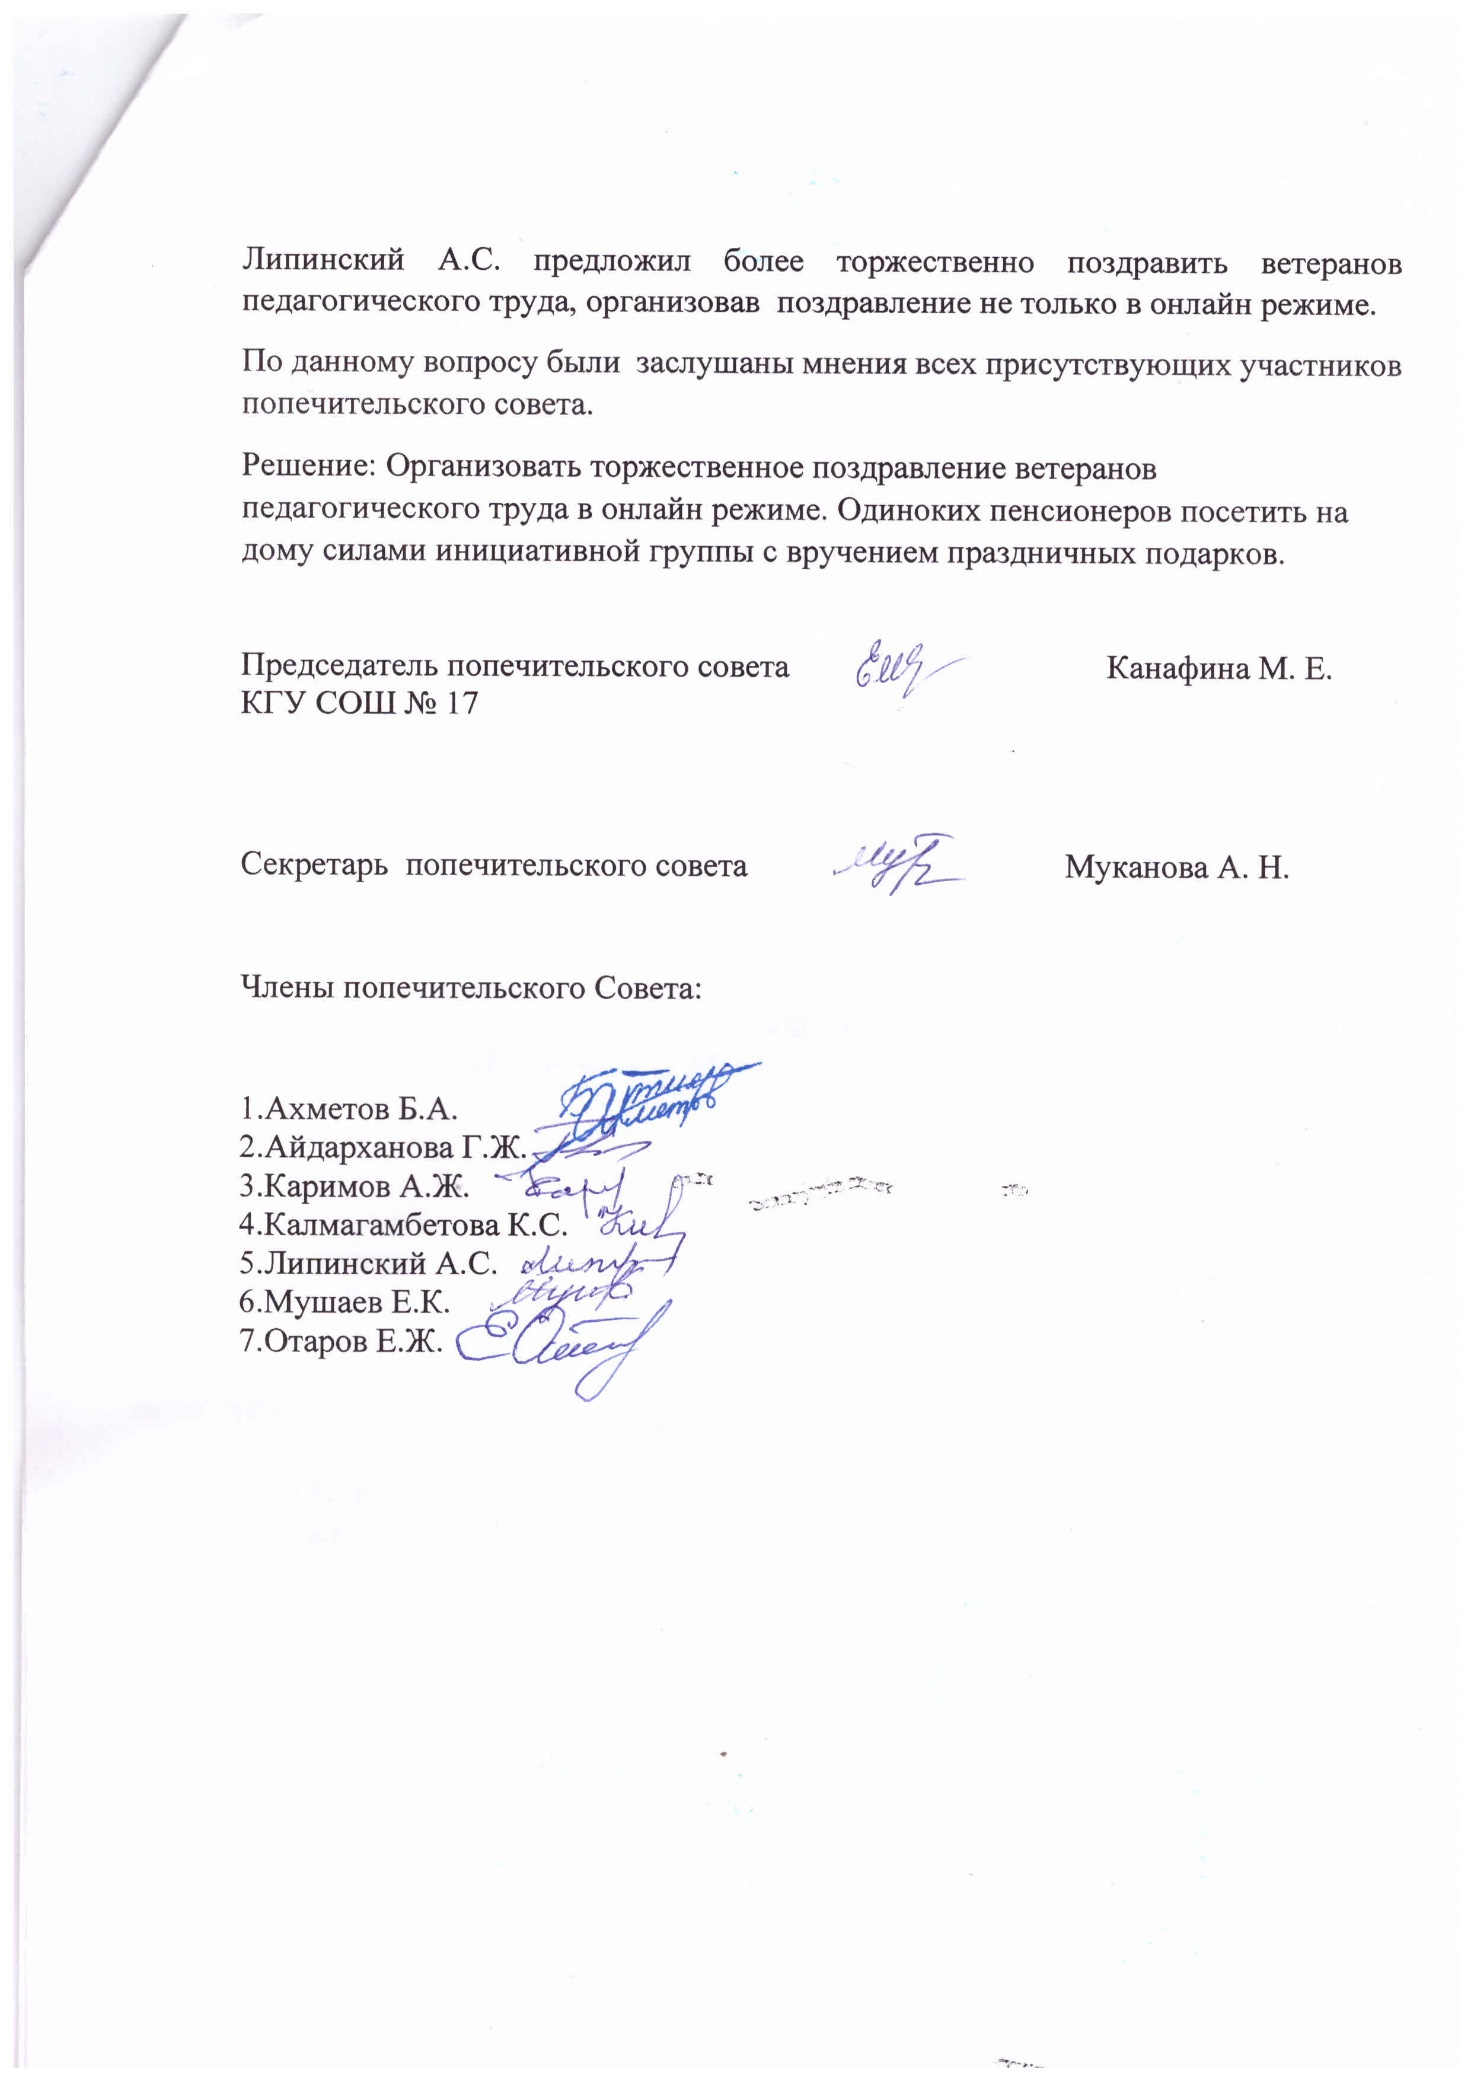 Липинский А.С. предложил более торжественно поздравить ветеранов
педагогического труда, организовав поздравление не только в онлайн режиме.
По данному вопросу были заслушаны мнения всех присутствующих участников
попечительского совета.
Решение: Организовать торжественное поздравление ветеранов
педагогического труда в онлайн режиме. Одиноких пенсионеров посетить на
дому силами инициативной группы с вручением праздничных подарков.
Председатель попечительского совета Канафина М. Е.
КГУ СОШ № 17
Секретарь попечительского совета Муканова А. Н.
Члены попечительского Совета:
1.Ахметов Б.А.
2.Айдарханова Г.Ж.
3.Каримов А.Ж.
4.Калмагамбетова К.С.
5.Липинский А.С.
6.Мушаев Е.К.
7.Отаров Е.Ж.